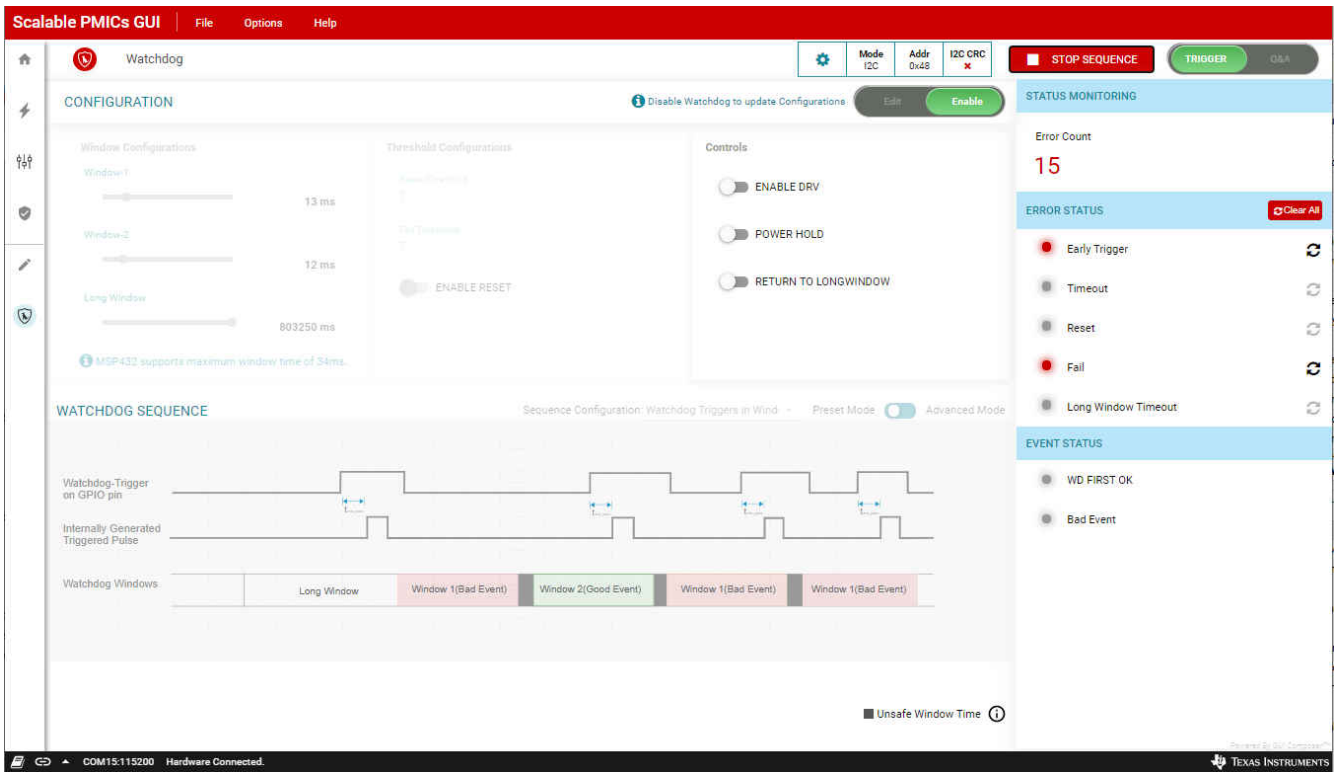 Scalable PMICs GUI File Options Help
Watchdog
Mode
I2C
Addr
0x48
I2C CRC
STOP SEQUENCE
TRIGGER
Q&A
CONFIGURATION
Disable Watchdog to update Configurations
Edit
Enable
Window Configurations
Window-1
13 ms
Window-2
12 ms
Long Window
803250 ms
MSP432 supports maximum window time of 34ms.
Threshold Configurations
ENABLE RESET
Controls
ENABLE DRV
POWER HOLD
RETURN TO LONGWINDOW
STATUS MONITORING
Error Count
15
ERROR STATUS
Clear All
Early Trigger
Timeout
Reset
Fail
Long Window Timeout
EVENT STATUS
WD FIRST OK
Bad Event
WATCHDOG SEQUENCE
Sequence Configuration: Watchdog Triggers in Wind
Preset Mode
Advanced Mode
Watchdog-Trigger
on GPIO pin
Internally Generated
Triggered Pulse
Watchdog Windows
Long Window
Window 1(Bad Event)
Window 2(Good Event)
Window 1(Bad Event)
Window 1(Bad Event)
Unsafe Window Time
Powered By GUI Composer™
COM15:115200 Hardware Connected.
TEXAS INSTRUMENTS